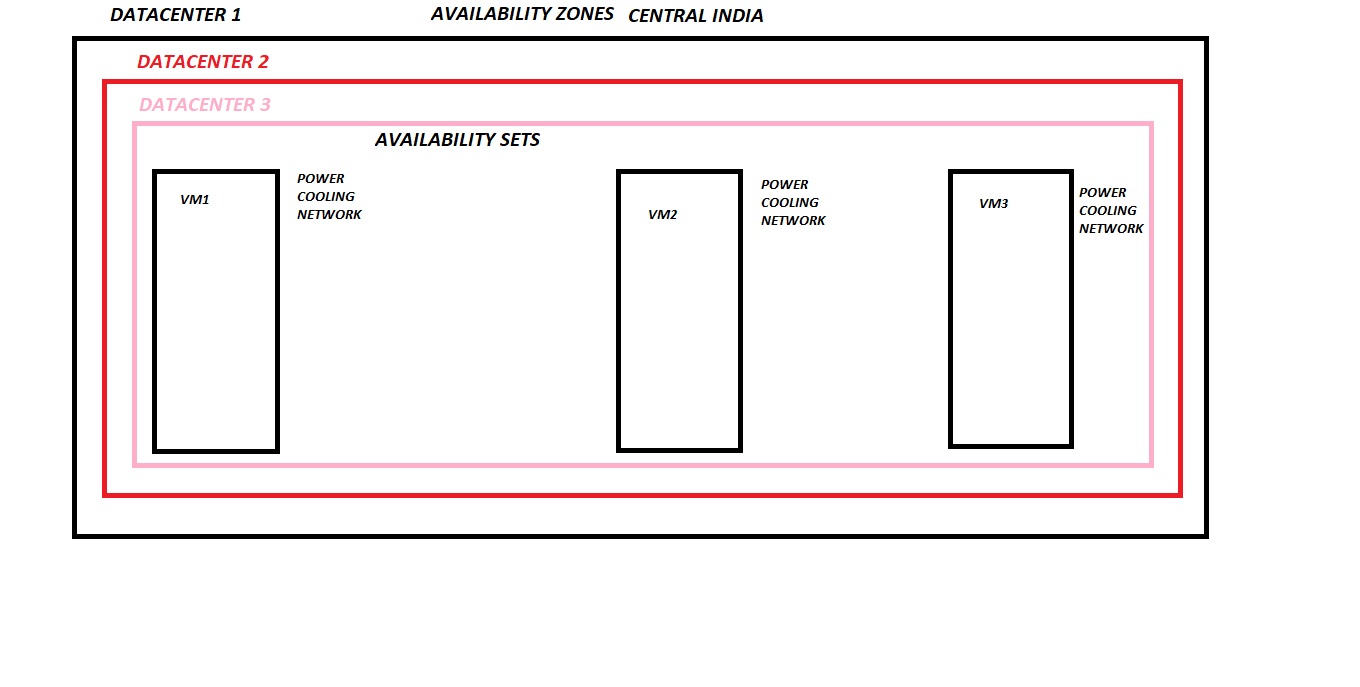 DATACENTER 1
AVAILABILITY ZONES CENTRAL INDIA
DATACENTER 2
DATACENTER 3
AVAILABILITY SETS
VM1
POWER
COOLING
NETWORK
VM2
POWER
COOLING
NETWORK
VM3
POWER
COOLING
NETWORK